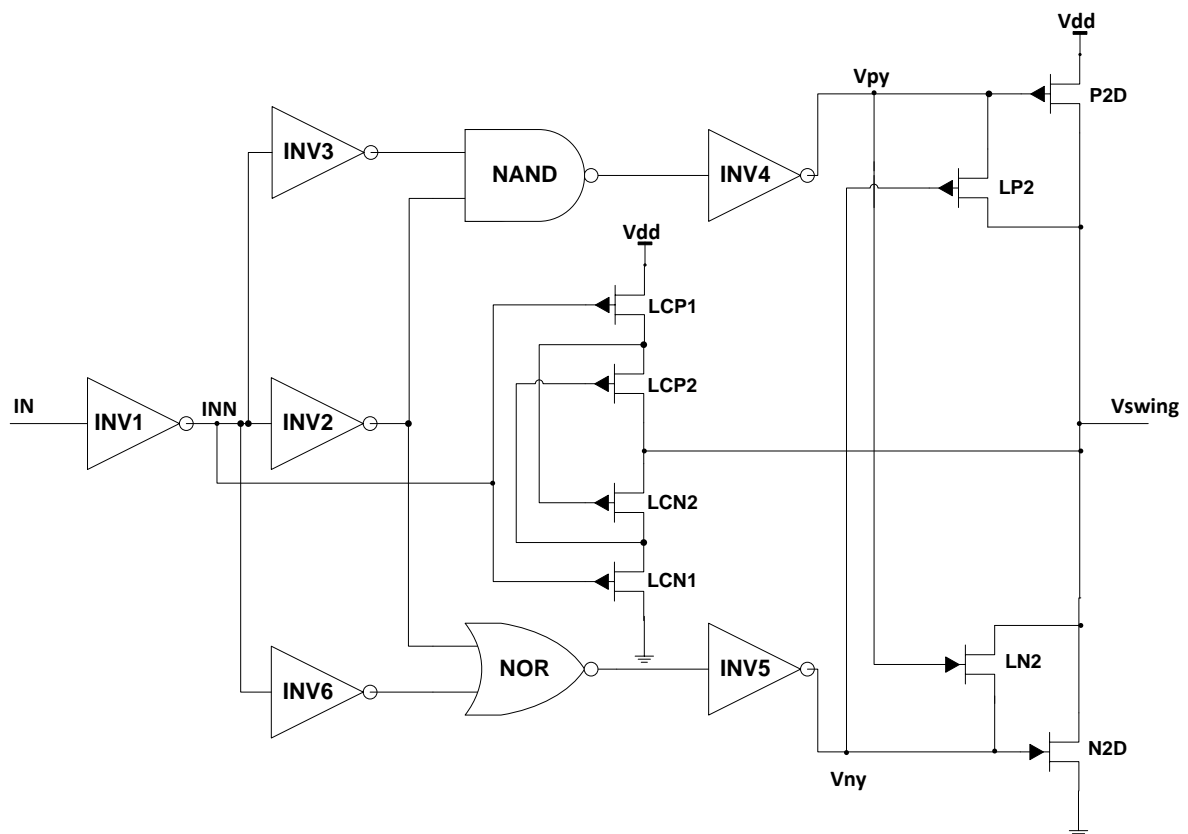 Vdd
Vpy
P2D
INV3
NAND
INV4
LP2
Vdd
LCP1
LCP2
IN
INV1
INN
INV2
Vswing
LCN2
LCN1
INV6
NOR
INV5
LN2
N2D
Vny